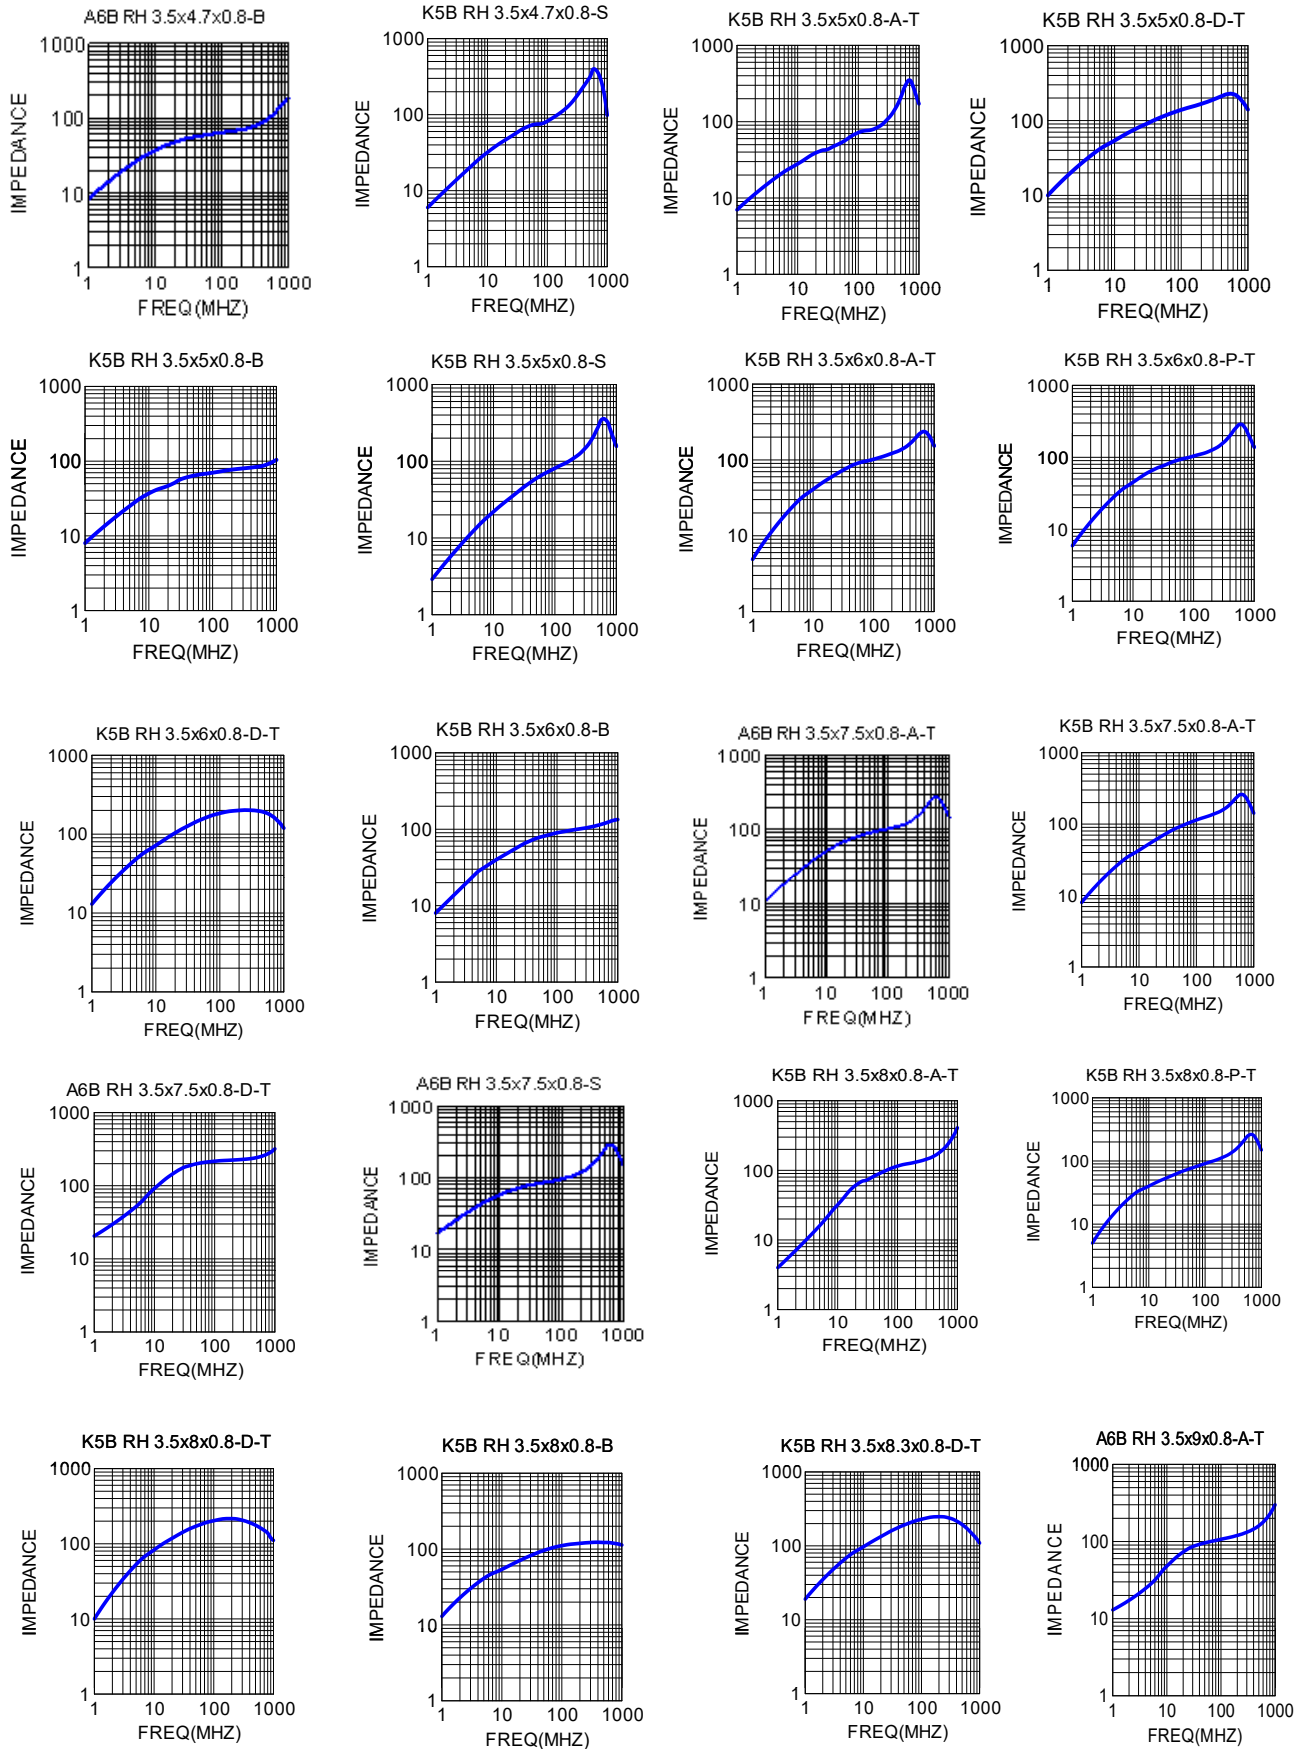 A6B RH 3.5x4.7x0.8-B
1000
100
10
1
1 10 100 1000
IMPEDANCE
FREQ(MHZ)
K5B RH 3.5x4.7x0.8-S
1000
100
10
1
1 10 100 1000
IMPEDANCE
FREQ(MHZ)
K5B RH 3.5x5x0.8-A-T
1000
100
10
1
1 10 100 1000
IMPEDANCE
FREQ(MHZ)
K5B RH 3.5x5x0.8-D-T
1000
100
10
1
1 10 100 1000
IMPEDANCE
FREQ(MHZ)
K5B RH 3.5x5x0.8-B
1000
100
10
1
1 10 100 1000
IMPEDANCE
FREQ(MHZ)
K5B RH 3.5x5x0.8-S
1000
100
10
1
1 10 100 1000
IMPEDANCE
FREQ(MHZ)
K5B RH 3.5x6x0.8-A-T
1000
100
10
1
1 10 100 1000
IMPEDANCE
FREQ(MHZ)
K5B RH 3.5x6x0.8-P-T
1000
100
10
1
1 10 100 1000
IMPEDANCE
FREQ(MHZ)
K5B RH 3.5x6x0.8-D-T
1000
100
10
1
1 10 100 1000
IMPEDANCE
FREQ(MHZ)
K5B RH 3.5x6x0.8-B
1000
100
10
1
1 10 100 1000
IMPEDANCE
FREQ(MHZ)
A6B RH 3.5x7.5x0.8-A-T
1000
100
10
1
1 10 100 1000
IMPEDANCE
FREQ(MHZ)
K5B RH 3.5x7.5x0.8-A-T
1000
100
10
1
1 10 100 1000
IMPEDANCE
FREQ(MHZ)
A6B RH 3.5x7.5x0.8-D-T
1000
100
10
1
1 10 100 1000
IMPEDANCE
FREQ(MHZ)
A6B RH 3.5x7.5x0.8-S
1000
100
10
1
1 10 100 1000
IMPEDANCE
FREQ(MHZ)
K5B RH 3.5x8x0.8-A-T
1000
100
10
1
1 10 100 1000
IMPEDANCE
FREQ(MHZ)
K5B RH 3.5x8x0.8-P-T
1000
100
10
1
1 10 100 1000
IMPEDANCE
FREQ(MHZ)
K5B RH 3.5x8x0.8-D-T
1000
100
10
1
1 10 100 1000
IMPEDANCE
FREQ(MHZ)
K5B RH 3.5x8x0.8-B
1000
100
10
1
1 10 100 1000
IMPEDANCE
FREQ(MHZ)
K5B RH 3.5x8.3x0.8-D-T
1000
100
10
1
1 10 100 1000
IMPEDANCE
FREQ(MHZ)
A6B RH 3.5x9x0.8-A-T
1000
100
10
1
1 10 100 1000
IMPEDANCE
FREQ(MHZ)